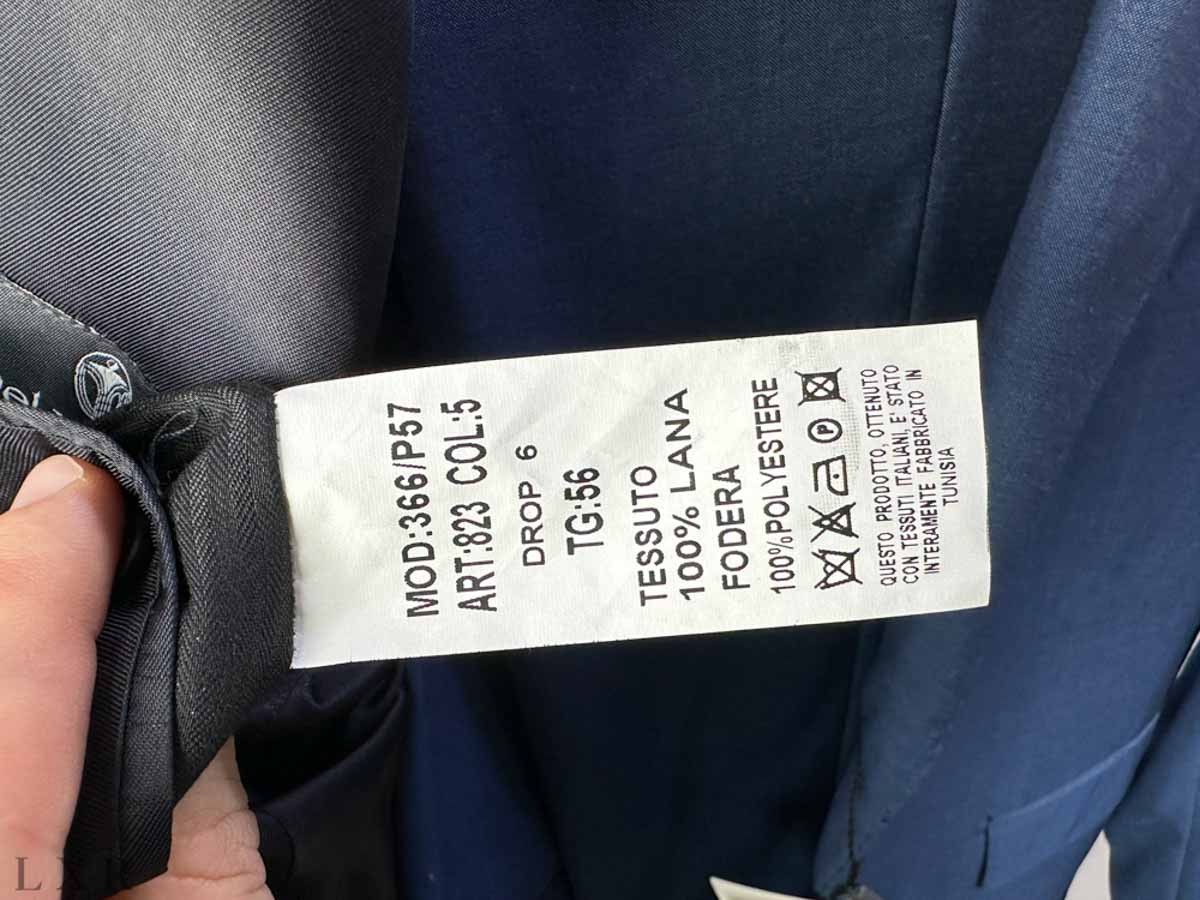 MOD:366/P57
ART:823 COL:5
DROP 6
TG:56
TESSUTO
100% LANA
FODERA
100%POLYESTERE
P
QUESTO PRODOTTO, OTTENUTO
CON TESSUTI ITALIANI, E' STATO
INTERAMENTE FABBRICATO IN
TUNISIA